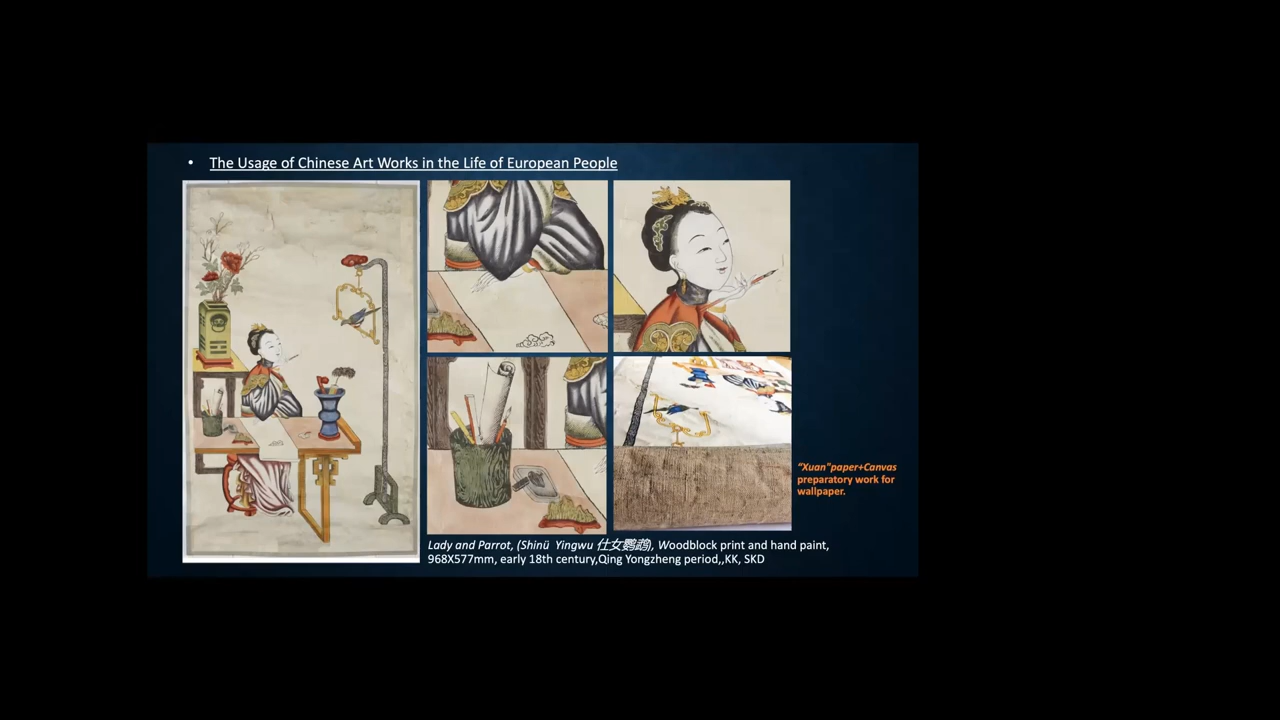 • The Usage of Chinese Art Works in the Life of European People
“Xuan"paper+Canvas
preparatory work for
wallpaper.
Lady and Parrot, (Shinü Yingwu 仕女鹦鹉), Woodblock print and hand paint,
968X577mm, early 18th century,Qing Yongzheng period,,KK, SKD